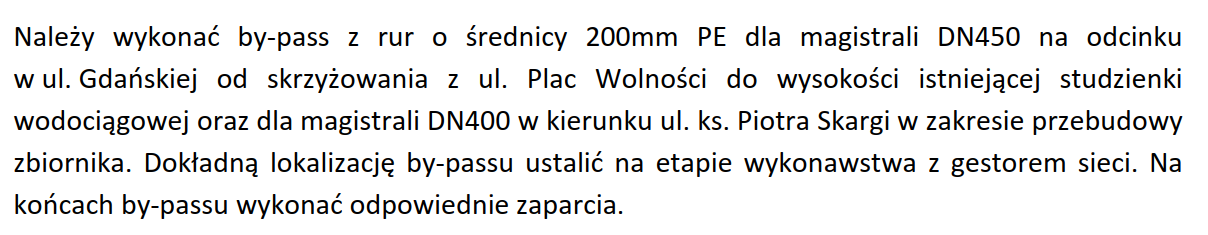 Należy wykonać by-pass z rur o średnicy 200mm PE dla magistrali DN450 na odcinku
w ul. Gdańskiej od skrzyżowania z ul. Plac Wolności do wysokości istniejącej studzienki
wodociągowej oraz dla magistrali DN400 w kierunku ul. ks. Piotra Skargi w zakresie przebudowy
zbiornika. Dokładną lokalizację by-passu ustalić na etapie wykonawstwa z gestorem sieci. Na
końcach by-passu wykonać odpowiednie zaparcia.